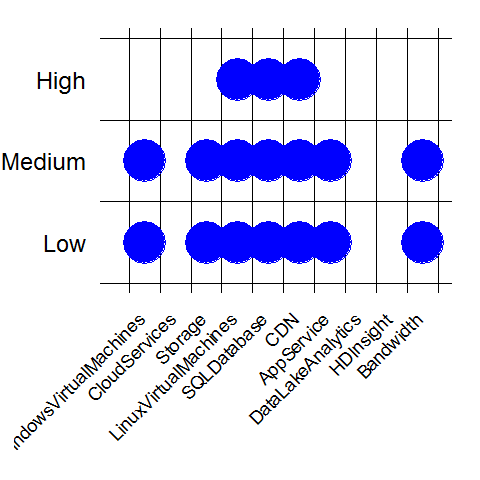 High
Medium
Low
ndowsVirtualMachines
CloudServices
Storage
LinuxVirtualMachines
SQLDatabase
CDN
AppService
DataLakeAnalytics
HDInsight
Bandwidth